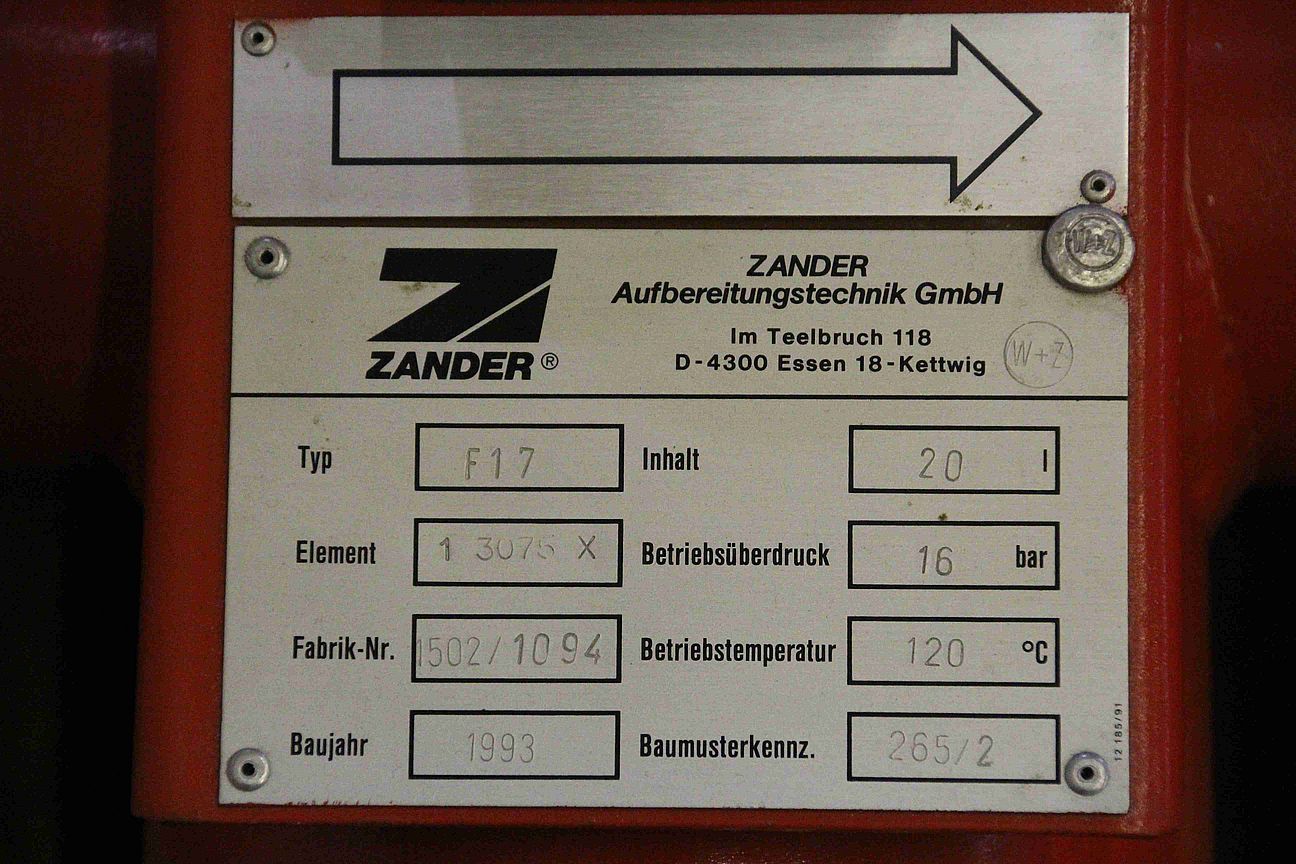 ZANDER
Aufbereitungstechnik GmbH
Im Teelbruch 118
D-4300 Essen 18-Kettwig
W+Z
W+Z
ZANDER®
Typ F17 Inhalt 20 l
Element 1 3075 X Betriebsüberdruck 16 bar
Fabrik-Nr. 1502/1094 Betriebstemperatur 120 °C
Baujahr 1993 Baumusterkennz. 265/2
12 185/91